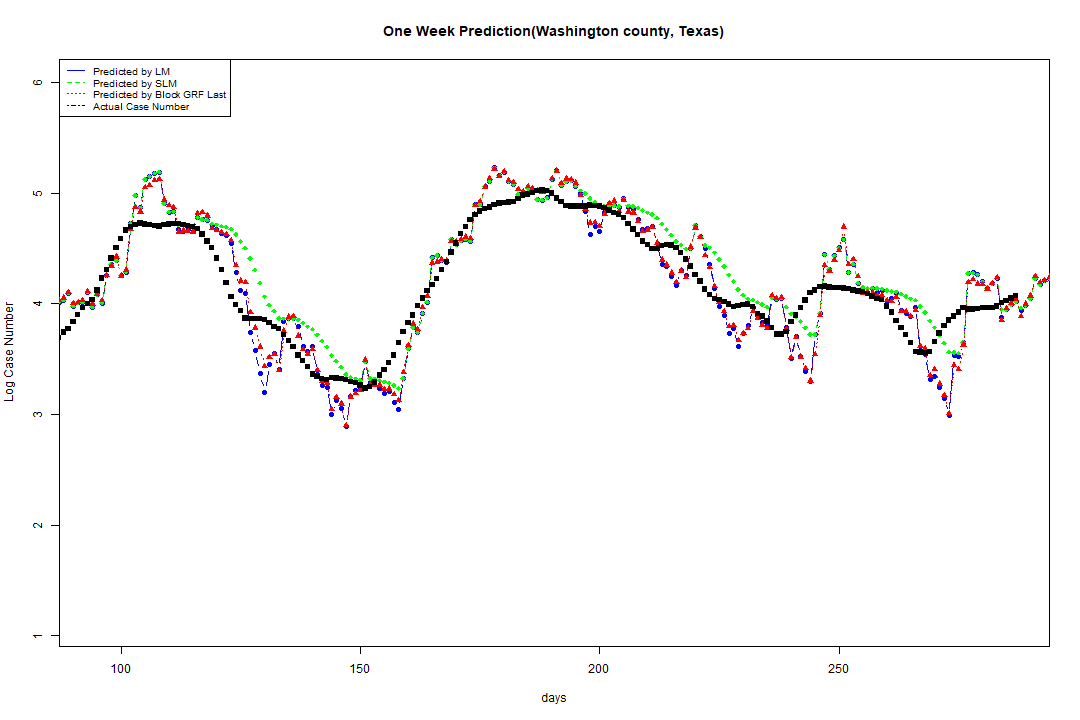 One Week Prediction(Washington county, Texas)
Predicted by LM
Predicted by SLM
Predicted by Block GRF Last
Actual Case Number
6
5
4
3
2
1
Log Case Number
100 150 200 250
days